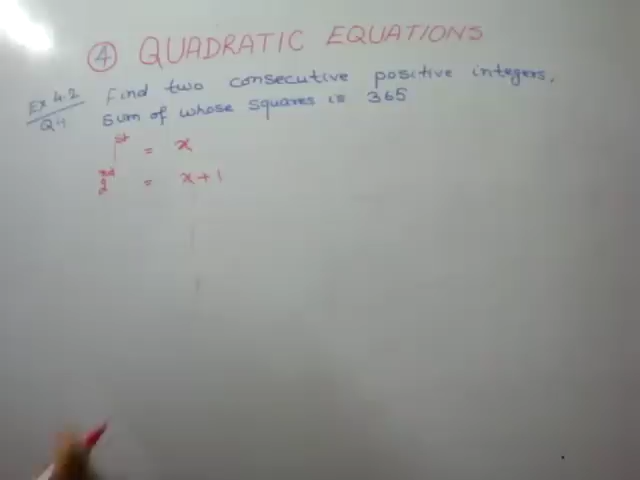 ④ QUADRATIC EQUATIONS
Ex 4.2 Find two consecutive positive integers,
Q4 sum of whose squares is 365
1st = x
2nd = x+1